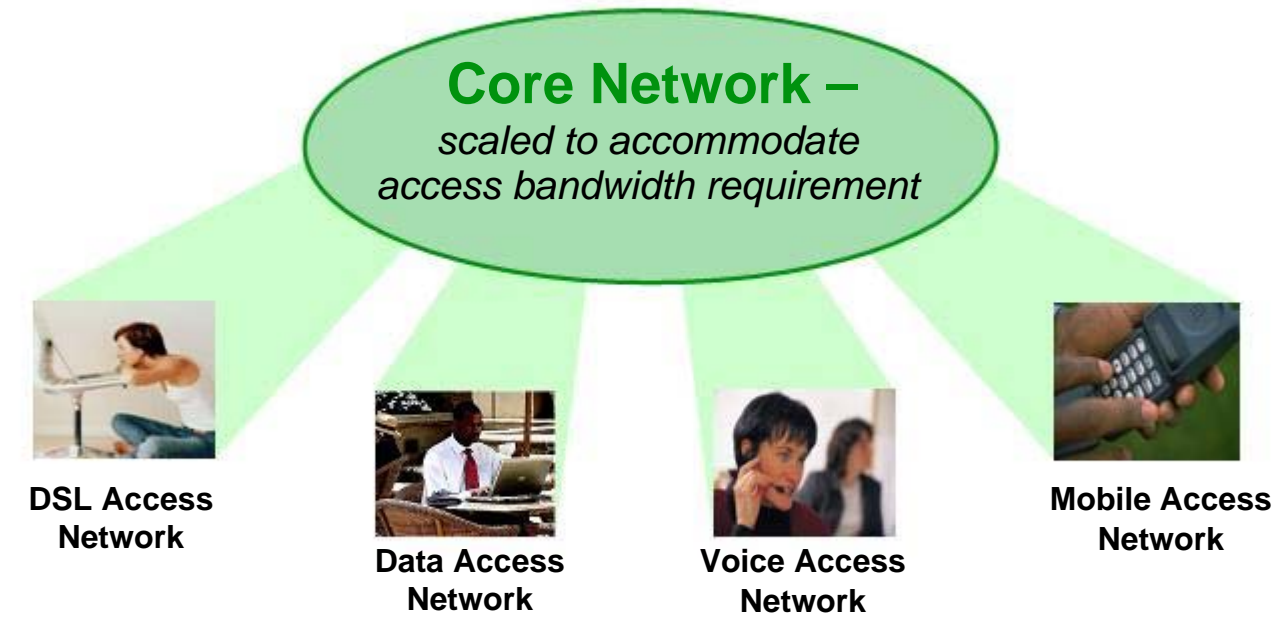 Core Network –
scaled to accommodate
access bandwidth requirement
DSL Access
Network
Data Access
Network
Voice Access
Network
Mobile Access
Network